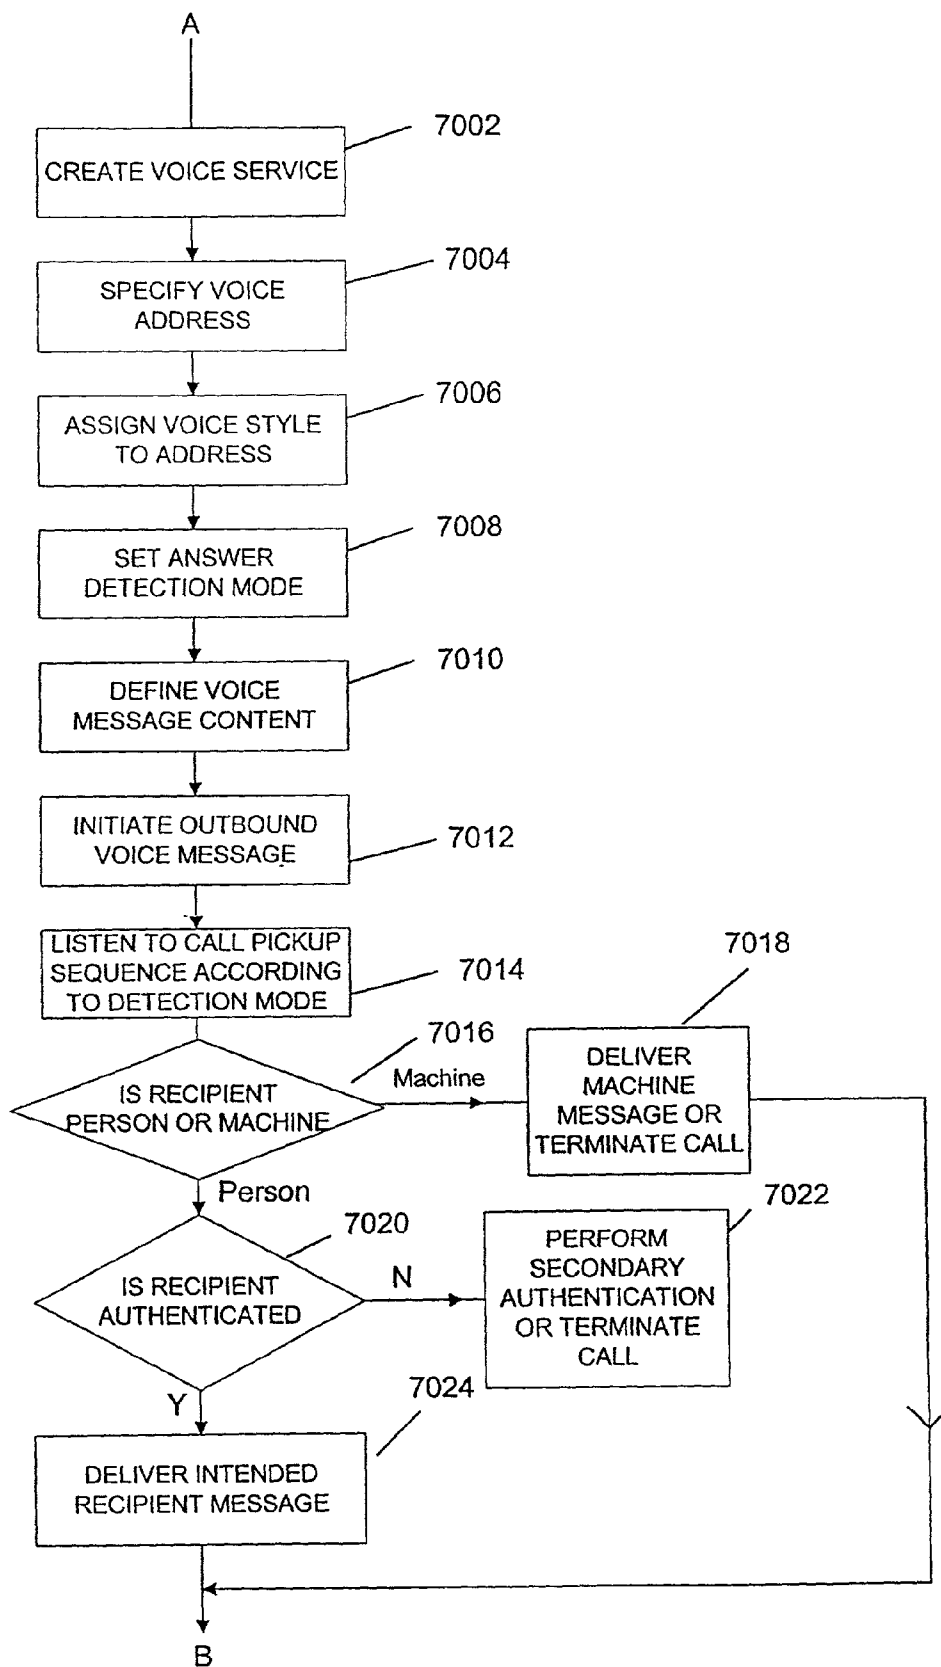 A
7002
CREATE VOICE SERVICE
7004
SPECIFY VOICE
ADDRESS
7006
ASSIGN VOICE STYLE
TO ADDRESS
7008
SET ANSWER
DETECTION MODE
7010
DEFINE VOICE
MESSAGE CONTENT
INITIATE OUTBOUND
VOICE MESSAGE
7012
LISTEN TO CALL PICKUP
SEQUENCE ACCORDING
TO DETECTION MODE
7014
7016
IS RECIPIENT
PERSON OR MACHINE
Machine
7018
DELIVER
MACHINE
MESSAGE OR
TERMINATE CALL
Person
7020
IS RECIPIENT
AUTHENTICATED
N
7022
PERFORM
SECONDARY
AUTHENTICATION
OR TERMINATE
CALL
Y
7024
DELIVER INTENDED
RECIPIENT MESSAGE
B